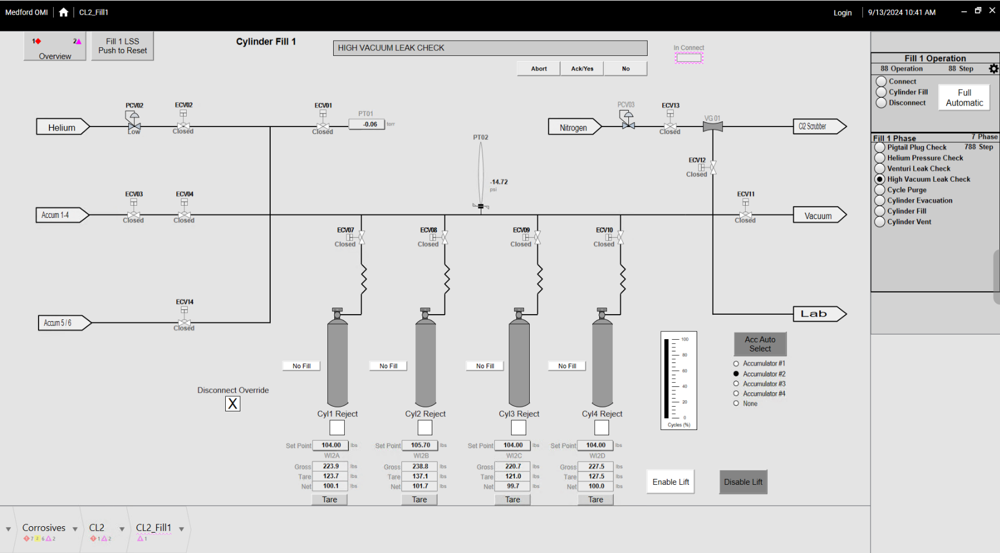 Medford OMI CL2_Fill1 Login 9/13/2024 10:41 AM
1 2
Overview
Fill 1 LSS
Push to Reset
Cylinder Fill 1
HIGH VACUUM LEAK CHECK
Abort Ack/Yes No
In Connect
Fill 1 Operation
88 Operation 88 Step
Connect
Cylinder Fill
Disconnect
Full
Automatic
Fill 1 Phase 7 Phase
788 Step
Pigtail Plug Check
Helium Pressure Check
Venturi Leak Check
High Vacuum Leak Check
Cycle Purge
Cylinder Evacuation
Cylinder Fill
Cylinder Vent
Helium
PCV02
Low
ECV02
Closed
ECV01
Closed
PT01
-0.06 torr
PT02
-14.72
psi
Nitrogen
PCV03
ECV13
Closed
VG 01
Cl2 Scrubber
ECV12
Closed
Accum 1-4
ECV03
Closed
ECV04
Closed
ECV11
Closed
Vacuum
ECV07
Closed
ECV08
Closed
ECV09
Closed
ECV10
Closed
Accum 5 / 6
ECV14
Closed
Lab
No Fill No Fill No Fill No Fill
Disconnect Override
X
Cyl1 Reject Cyl2 Reject Cyl3 Reject Cyl4 Reject
100
80
60
40
20
0
Cycles (%)
Acc Auto
Select
Accumulator #1
Accumulator #2
Accumulator #3
Accumulator #4
None
Set Point 104.00 lbs
WI2A
Gross 223.9 lbs
Tare 123.7 lbs
Net 100.1 lbs
Tare
Set Point 105.70 lbs
WI2B
Gross 238.8 lbs
Tare 137.1 lbs
Net 101.7 lbs
Tare
Set Point 104.00 lbs
WI2C
Gross 220.7 lbs
Tare 121.0 lbs
Net 99.7 lbs
Tare
Set Point 104.00 lbs
WI2D
Gross 227.5 lbs
Tare 127.5 lbs
Net 100.0 lbs
Tare
Enable Lift Disable Lift
Corrosives CL2 CL2_Fill1
7 2 6 2 1 2 1